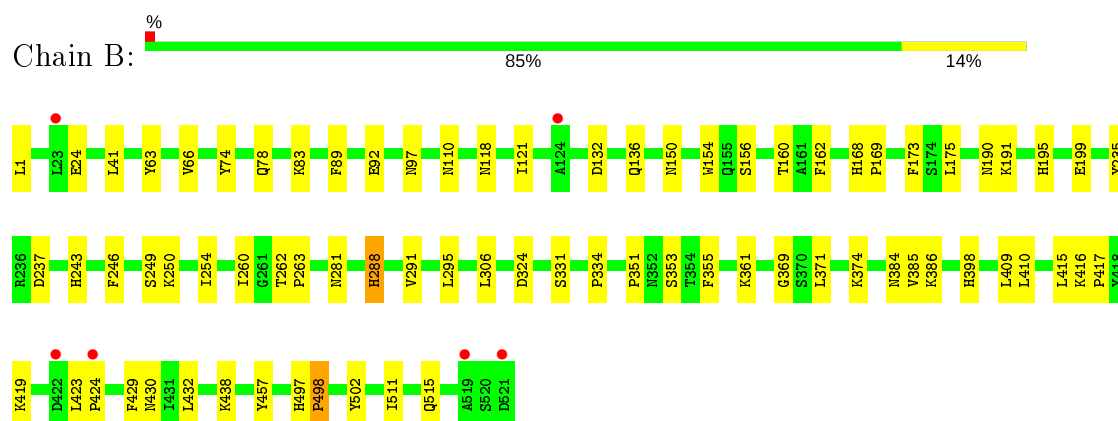 %
Chain B:
85% 14%
L1 L23 E24 L41 Y63 V66 Y74 Q78 K83 F89 E92 N97 N110 N118 I121 A124 D132 Q136 N150 W154 Q155 S156 T160 A161 F162 H168 P169 F173 S174 L175 N190 K191 H195 E199 Y235
R236 D237 H243 F246 S249 K250 I254 I260 G261 T262 P263 N281 H288 V291 L295 L306 D324 S331 P334 P351 N352 S353 T354 F355 K361 G369 S370 L371 K374 N384 V385 K386 H398 L409 L410 L415 K416 P417 Y418
K419 D422 L423 P424 F429 N430 I431 L432 K438 Y457 H497 P498 Y502 I511 Q515 A519 S520 D521